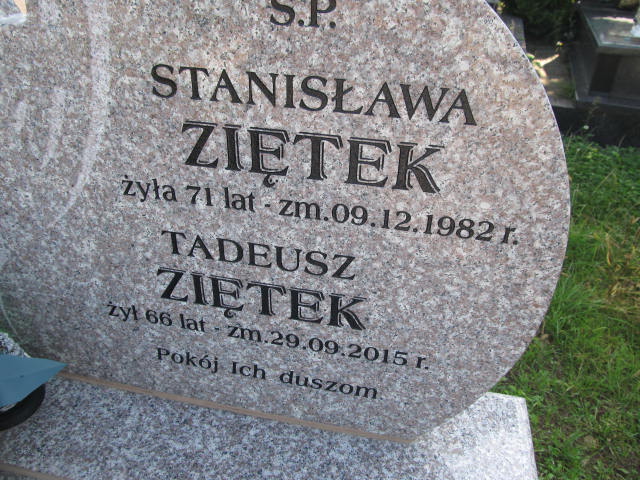 Ś.P.
STANISŁAWA
ZIĘTEK
żyła 71 lat - zm.09.12.1982 r.
TADEUSZ
ZIĘTEK
żył 66 lat - zm.29.09.2015 r.
Pokój Ich duszom